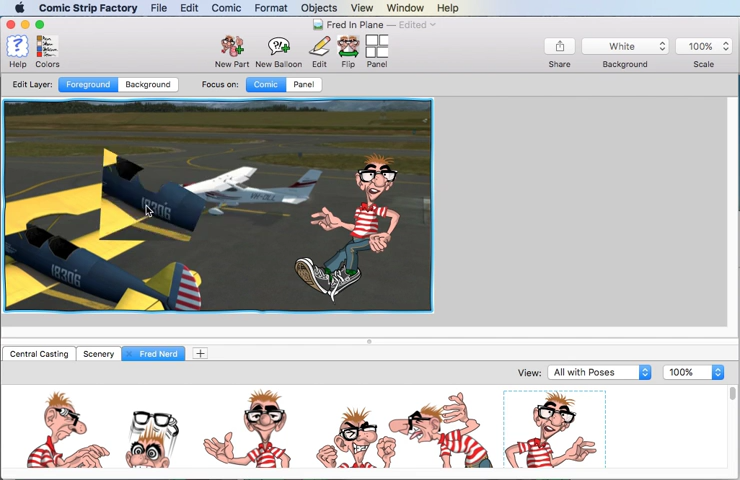 Comic Strip Factory File Edit Comic Format Objects View Window Help
Fred In Plane — Edited
Help Colors New Part New Balloon Edit Flip Panel Share White Background 100% Scale
Edit Layer: Foreground Background Focus on: Comic Panel
18306
18306
Central Casting Scenery Fred Nerd
View: All with Poses 100%